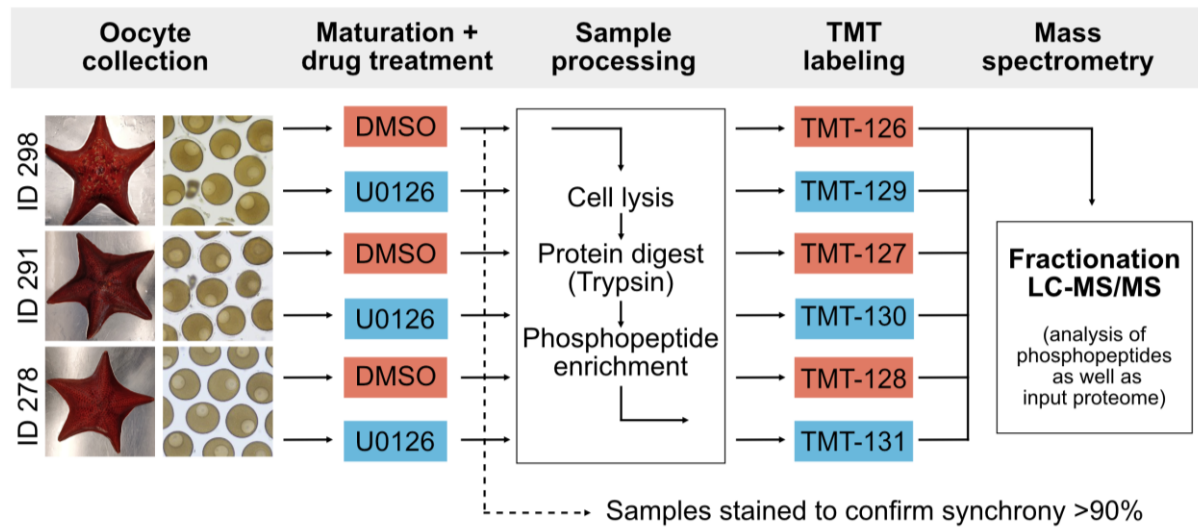 Oocyte
collection
Maturation +
drug treatment
Sample
processing
TMT
labeling
Mass
spectrometry
ID 298
DMSO
TMT-126
U0126
TMT-129
ID 291
DMSO
TMT-127
U0126
TMT-130
ID 278
DMSO
TMT-128
U0126
TMT-131
Cell lysis
Protein digest
(Trypsin)
Phosphopeptide
enrichment
Fractionation
LC-MS/MS
(analysis of
phosphopeptides
as well as
input proteome)
Samples stained to confirm synchrony >90%